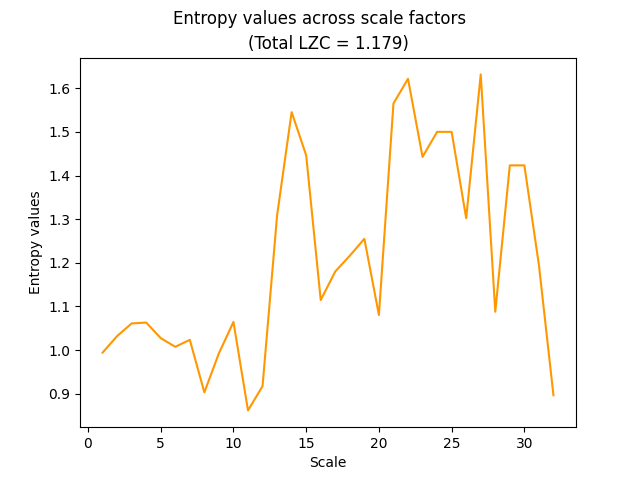 Entropy values across scale factors
(Total LZC = 1.179)
1.6
1.5
1.4
1.3
1.2
1.1
1.0
0.9
Entropy values
0 5 10 15 20 25 30
Scale